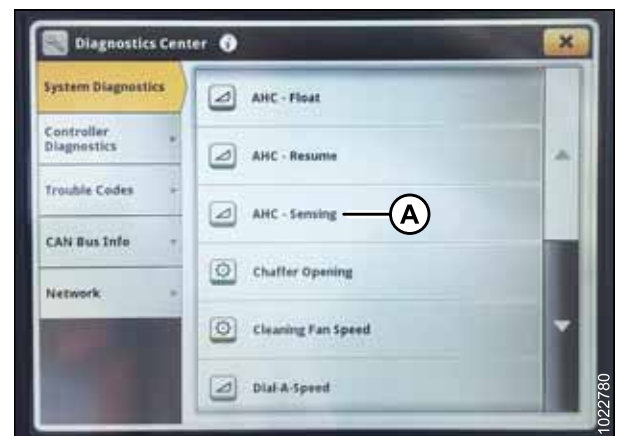 Diagnostics Center
System Diagnostics
Controller
Diagnostics
Trouble Codes
CAN Bus Info
Network
AHC - Float
AHC - Resume
AHC - Sensing
A
Chaffer Opening
Cleaning Fan Speed
Dial-A-Speed
1022780